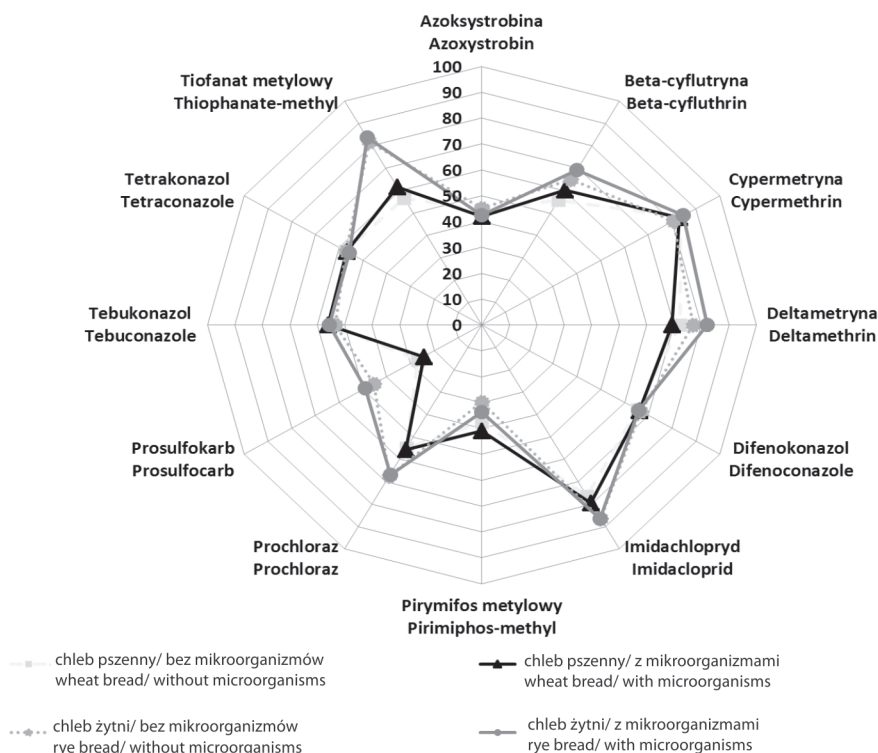 Azoksystrobina
Azoxystrobin
Tiofanat metylowy
Thiophanate-methyl
Beta-cyflutryna
Beta-cyfluthrin
100
90
80
70
60
50
40
30
20
10
0
Tetrakonazol
Tetraconazole
Cypermetryna
Cypermethrin
Tebukonazol
Tebuconazole
Deltametryna
Deltamethrin
Prosulfokarb
Prosulfocarb
Difenokonazol
Difenoconazole
Prochloraz
Prochloraz
Imidachlopryd
Imidacloprid
Pirymifos metylowy
Pirimiphos-methyl
chleb pszenny/ bez mikroorganizmów
wheat bread/ without microorganisms
chleb pszenny/ z mikroorganizmami
wheat bread/ with microorganisms
chleb żytni/ bez mikroorganizmów
rye bread/ without microorganisms
chleb żytni/ z mikroorganizmami
rye bread/ with microorganisms